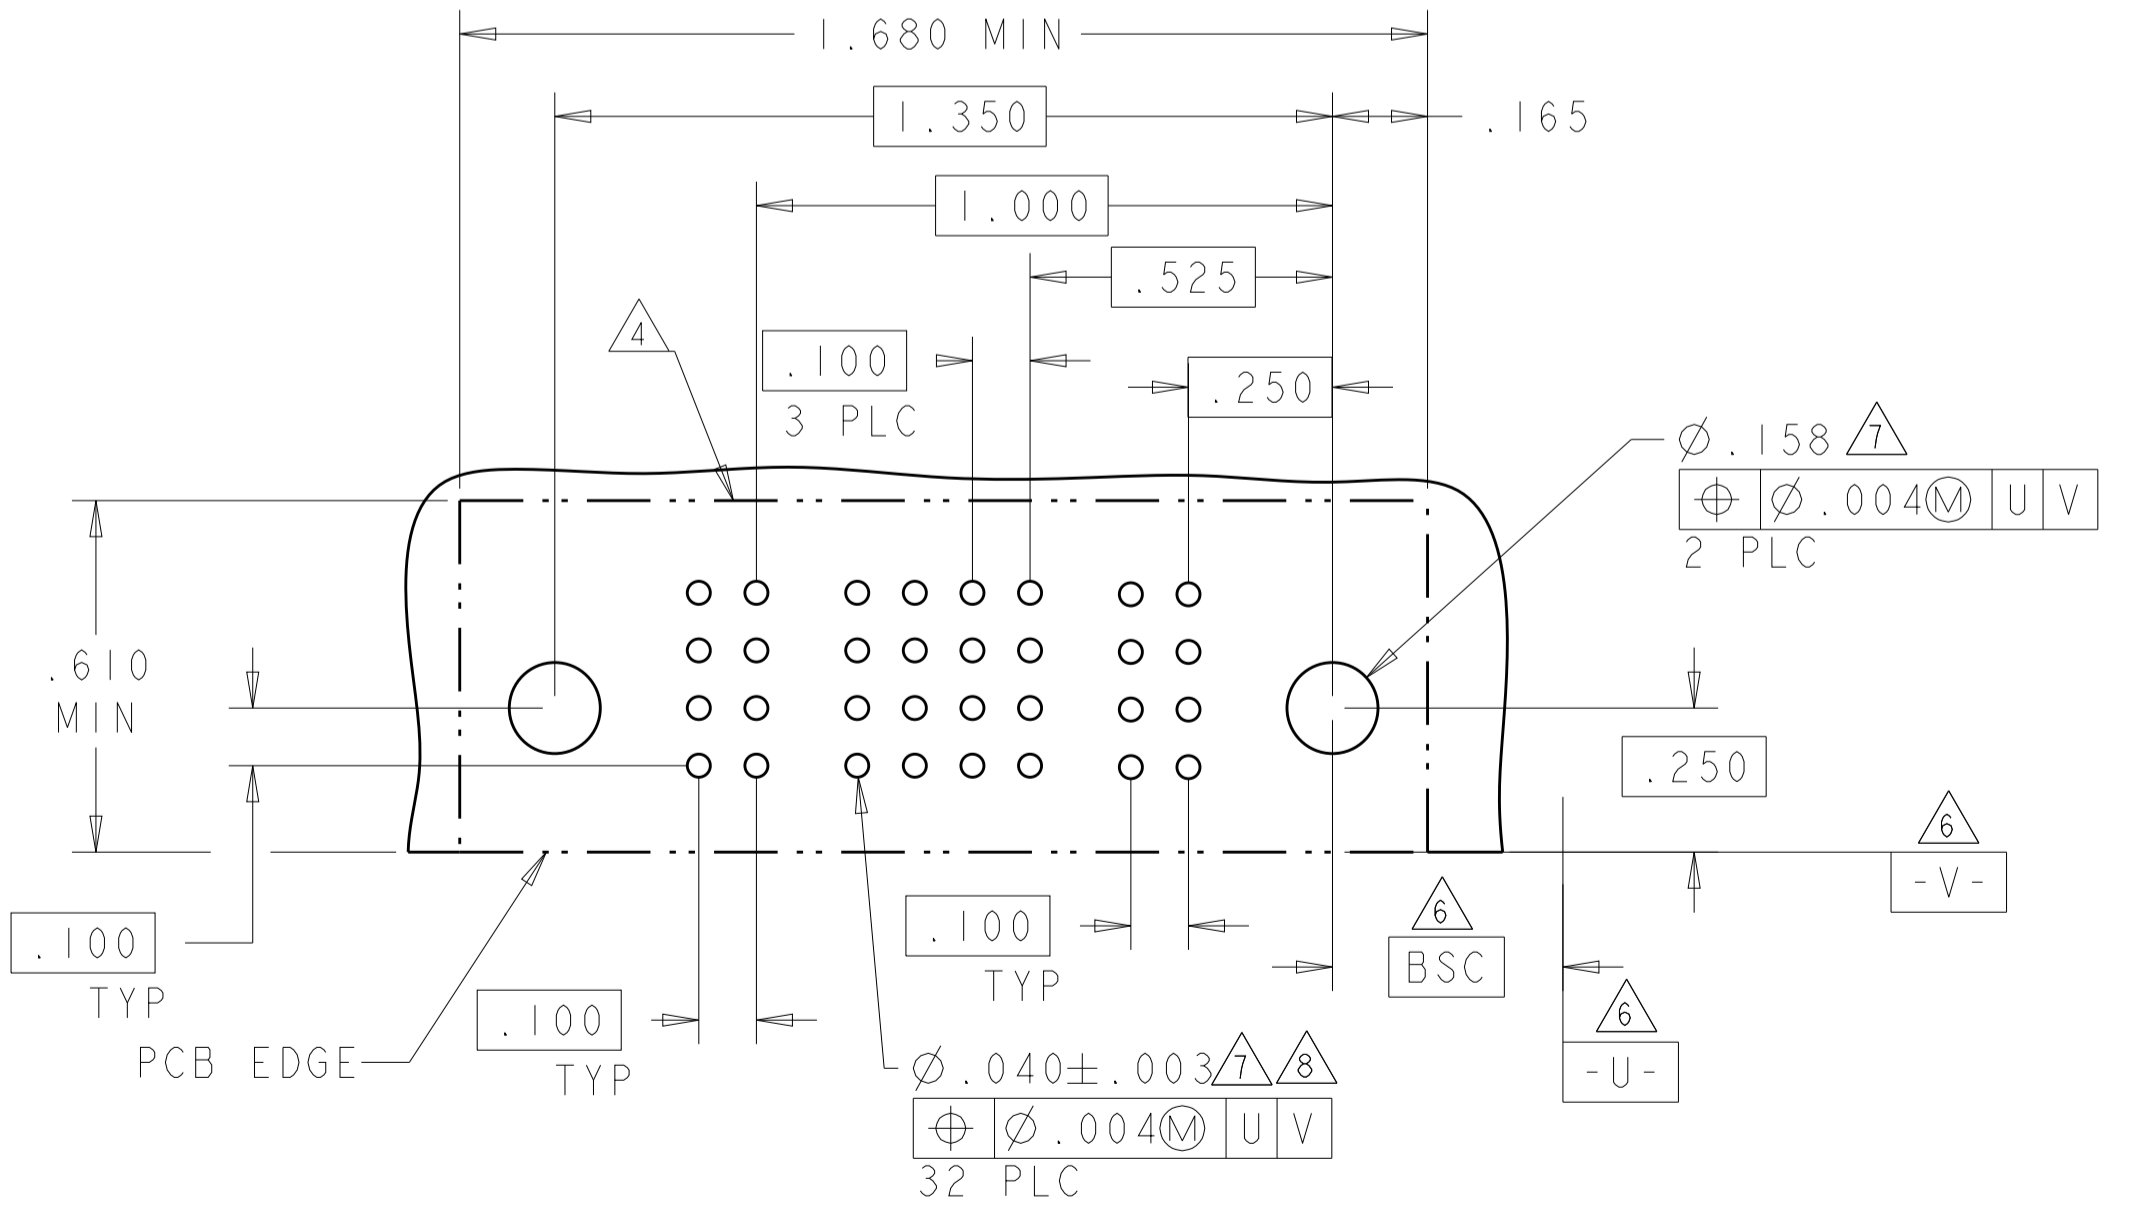 1.680 MIN
1.350
.165
1.000
.525
4
.100
3 PLC
.250
Ø.158 7
⌖ Ø.004Ⓜ U V
2 PLC
.610
MIN
.250
6
-V-
.100
TYP
.100
TYP
6
BSC
6
-U-
.100
TYP
PCB EDGE
Ø.040±.003 7 8
⌖ Ø.004Ⓜ U V
32 PLC